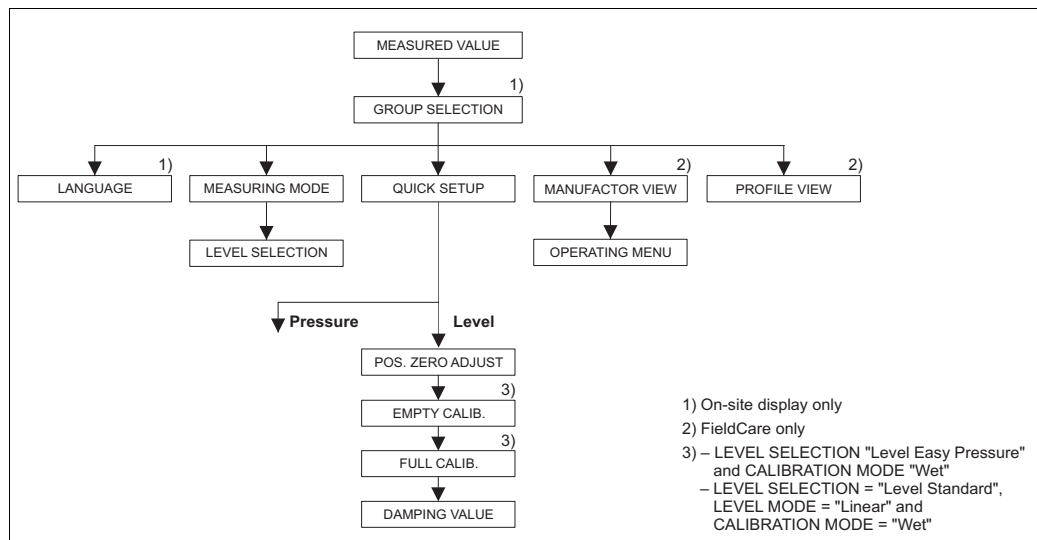 MEASURED VALUE
1)
GROUP SELECTION
1)
LANGUAGE
MEASURING MODE
QUICK SETUP
2)
MANUFACTOR VIEW
2)
PROFILE VIEW
LEVEL SELECTION
OPERATING MENU
Pressure
Level
POS. ZERO ADJUST
3)
EMPTY CALIB.
3)
FULL CALIB.
DAMPING VALUE
1) On-site display only
2) FieldCare only
3) – LEVEL SELECTION "Level Easy Pressure"
and CALIBRATION MODE "Wet"
– LEVEL SELECTION = "Level Standard",
LEVEL MODE = "Linear" and
CALIBRATION MODE = "Wet"